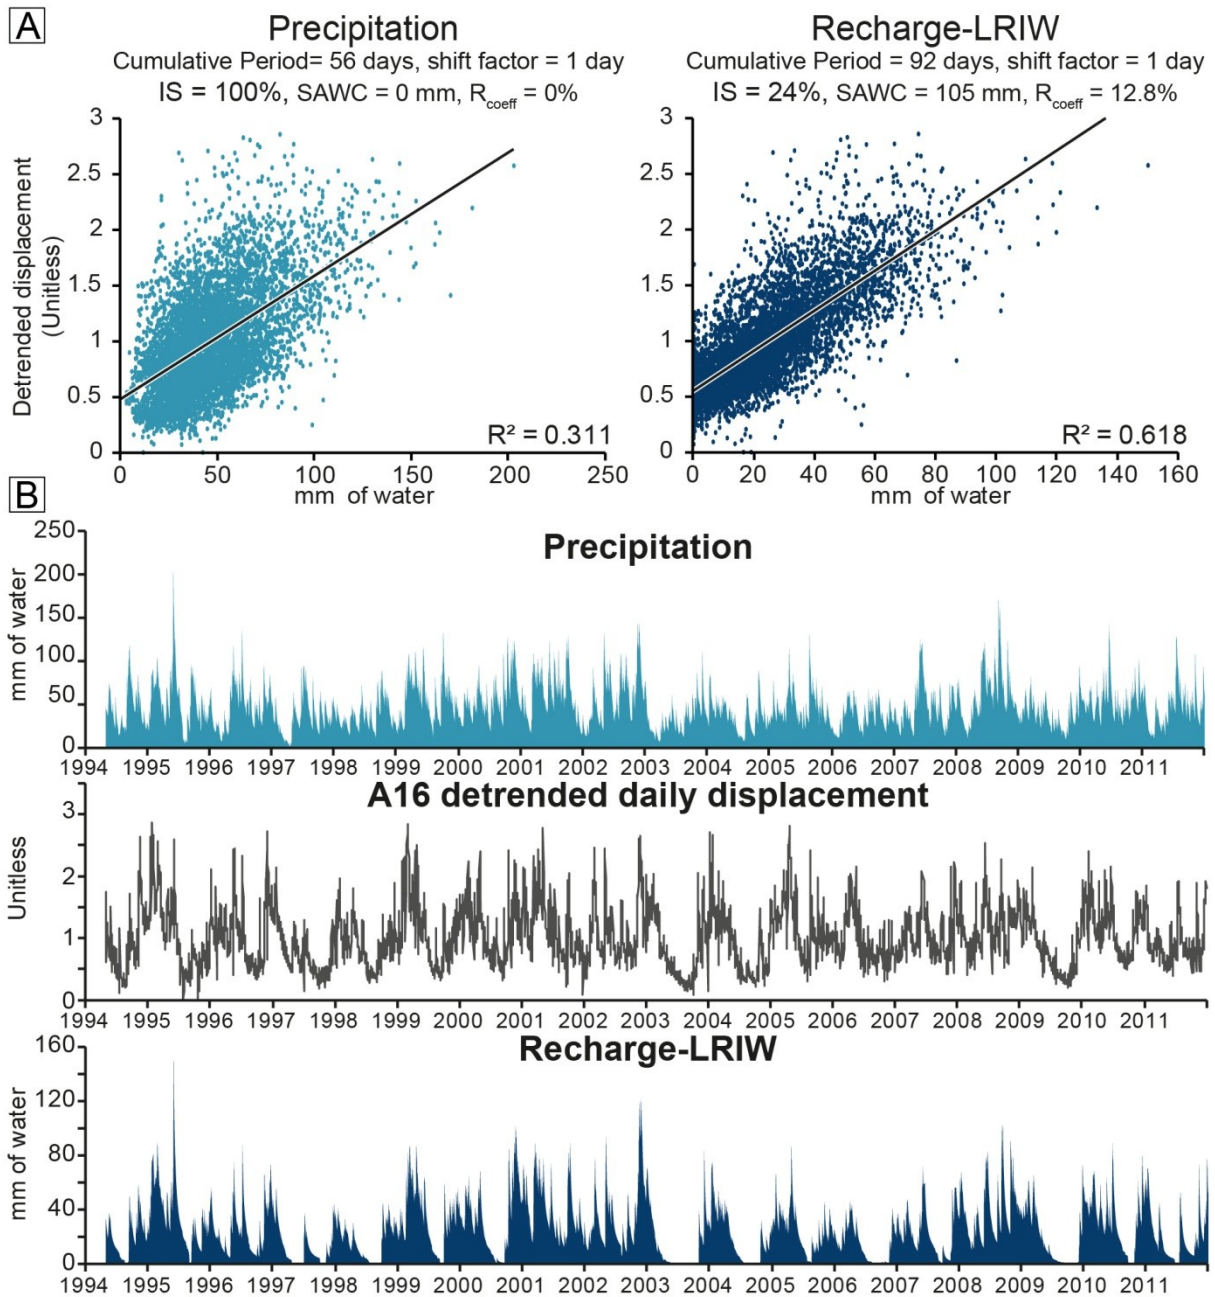 A
Precipitation
Cumulative Period= 56 days, shift factor = 1 day
IS = 100%, SAWC = 0 mm, Rcoeff = 0%
Detrended displacement
(Unitless)
3
2.5
2
1.5
1
0.5
0
0 50 100 150 200 250
mm of water
R² = 0.311
Recharge-LRIW
Cumulative Period = 92 days, shift factor = 1 day
IS = 24%, SAWC = 105 mm, Rcoeff = 12.8%
3
2.5
2
1.5
1
0.5
0
0 20 40 60 80 100 120 140 160
mm of water
R² = 0.618
B
Precipitation
mm of water
250
200
150
100
50
0
1994 1995 1996 1997 1998 1999 2000 2001 2002 2003 2004 2005 2006 2007 2008 2009 2010 2011
A16 detrended daily displacement
Unitless
3
2
1
0
1994 1995 1996 1997 1998 1999 2000 2001 2002 2003 2004 2005 2006 2007 2008 2009 2010 2011
Recharge-LRIW
mm of water
160
120
80
40
0
1994 1995 1996 1997 1998 1999 2000 2001 2002 2003 2004 2005 2006 2007 2008 2009 2010 2011